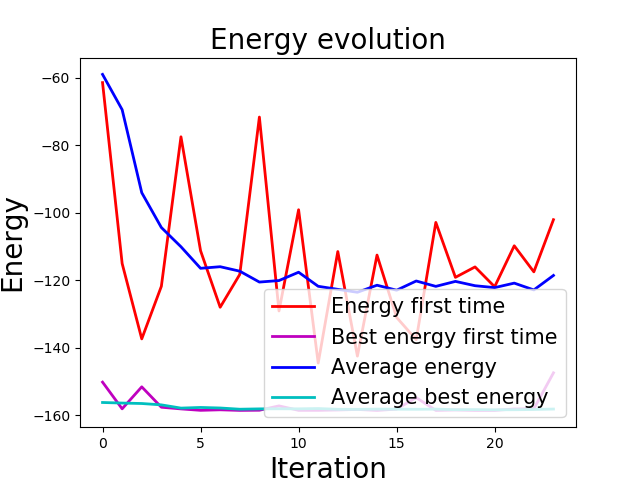 Energy evolution
Energy
−60
−80
−100
−120
−140
−160
Energy first time
Best energy first time
Average energy
Average best energy
0
5
10
15
20
Iteration